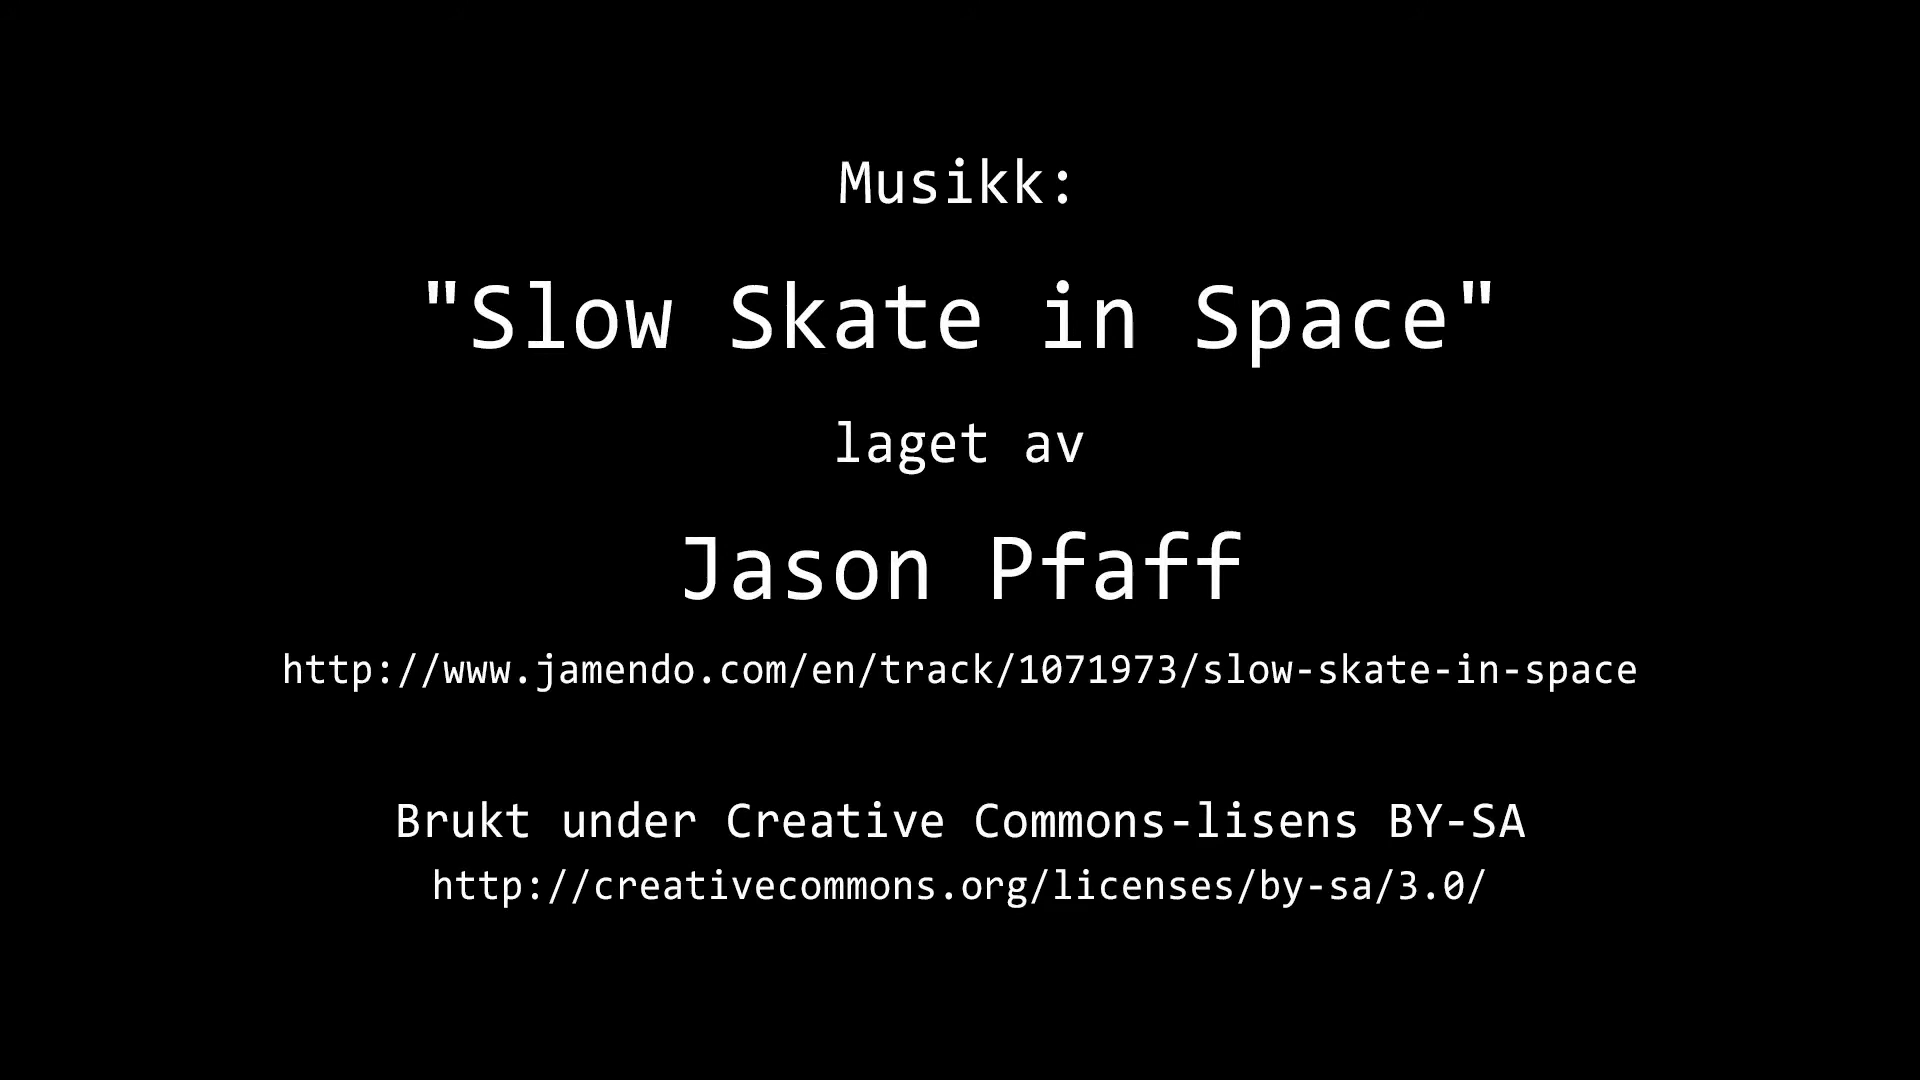 Musikk:
"Slow Skate in Space"
laget av
Jason Pfaff
http://www.jamendo.com/en/track/1071973/slow-skate-in-space
Brukt under Creative Commons-lisens BY-SA
http://creativecommons.org/licenses/by-sa/3.0/